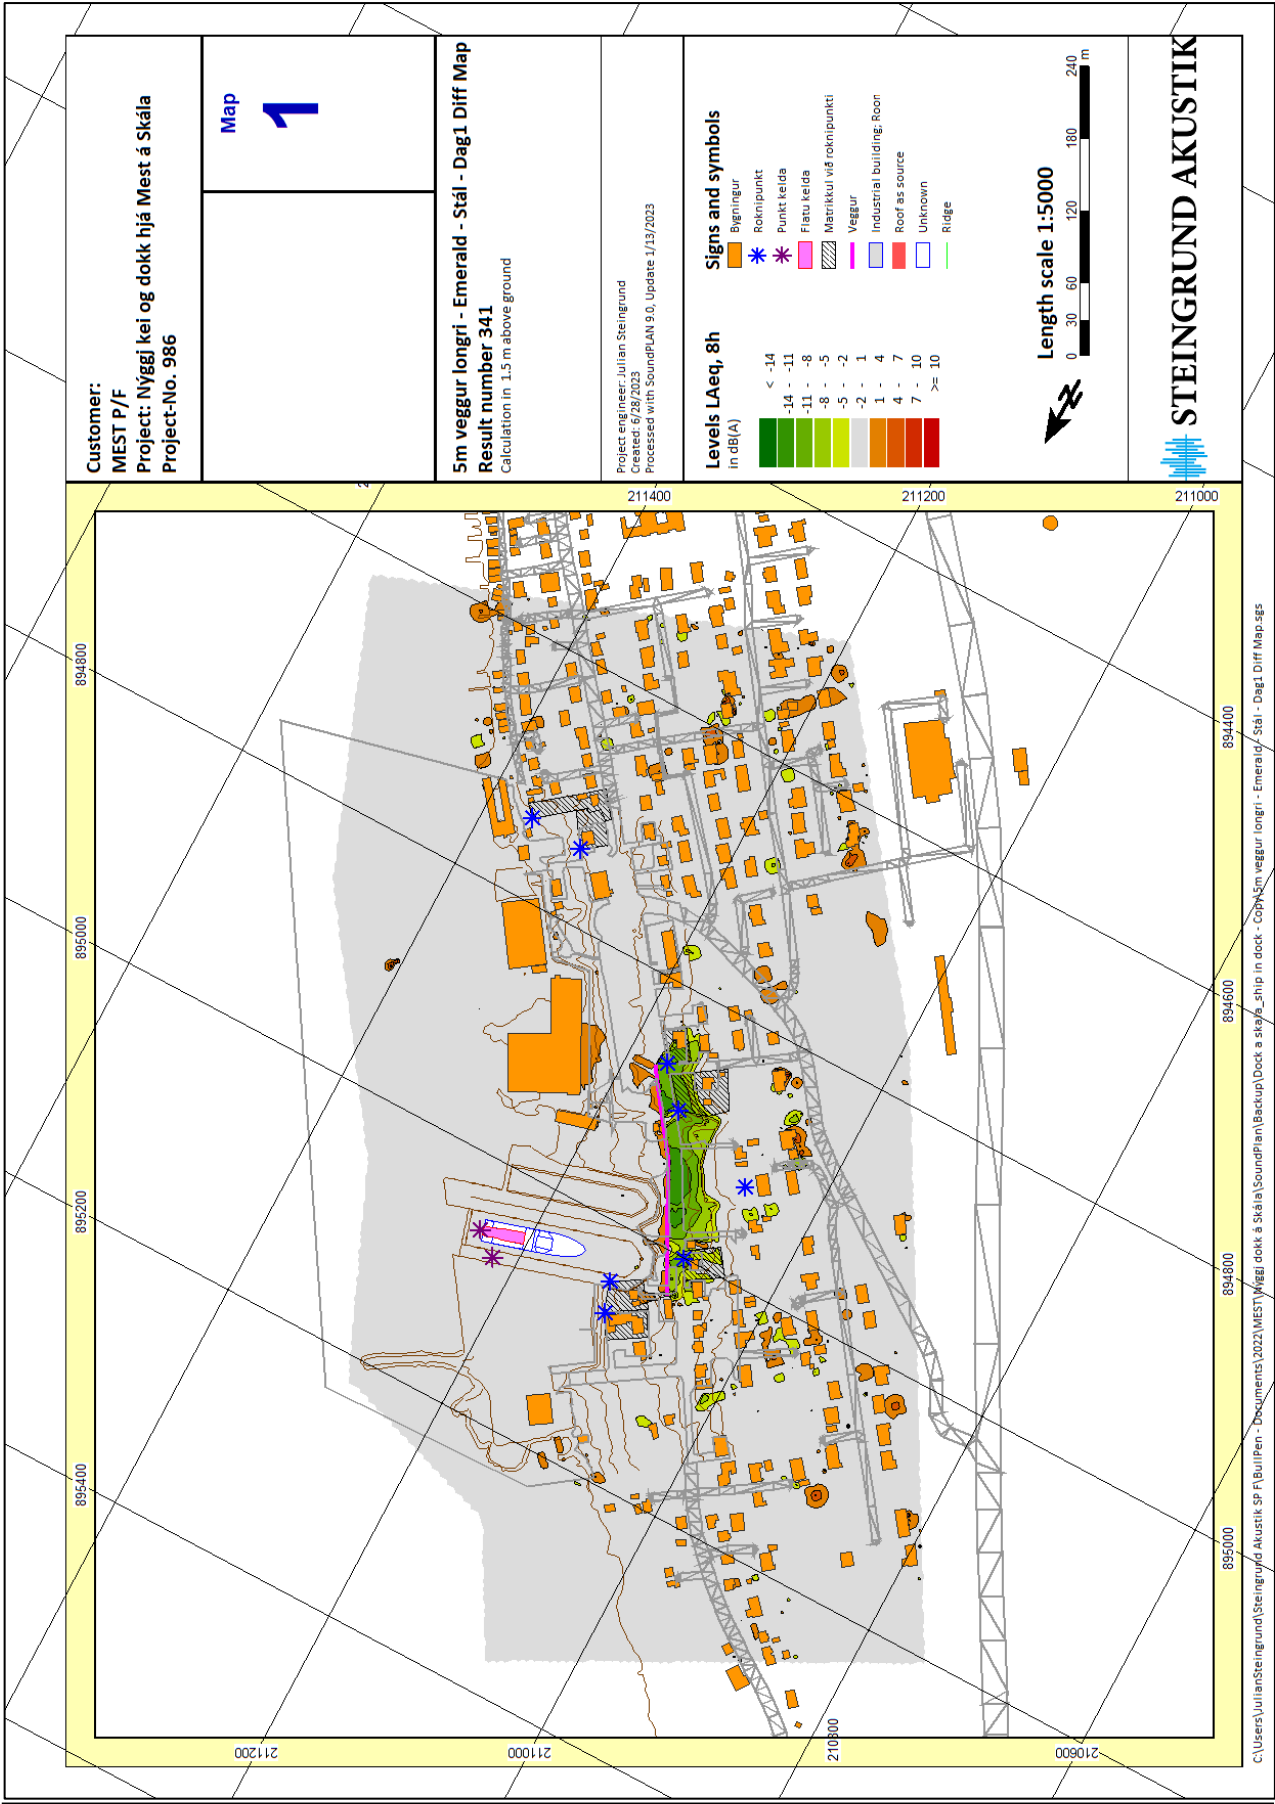 Customer:
MEST P/F
Project: Nýggj kei og dokk hjá Mest á Skála
Project-No. 986
Map
1
5m veggur longri - Emerald - Stál - Dag1 Diff Map
Result number 341
Calculation in 1.5 m above ground
Project engineer: Julian Steingrund
Created: 6/28/2023
Processed with SoundPLAN 9.0, Update 1/13/2023
Signs and symbols
Bygningur
Roknipunkt
Punkt kelda
Flatu kelda
Matrikkul við roknipunkti
Veggur
Industrial building; Roof
Roof as source
Unknown
Ridge
Levels LAeq, 8h
in dB(A)
< -14
-14 - -11
-11 - -8
-8 - -5
-5 - -2
-2 - 1
1 - 4
4 - 7
7 - 10
>= 10
Length scale 1:5000
0 30 60 120 180 240
m
STEINGRUND AKUSTIK
211400
211200
211000
894800
895000
895200
895400
894400
894600
894800
895000
211200
211000
210800
210600
C:\Users\JulianSteingrund\Steingrund Akustik SP F\BullPen - Documents\2022\MEST\Nýggj dokk á Skála\SoundPlan\Backup\Dock a skala_ship in dock - Copy\5m veggur longri - Emerald - Stál - Dag1 Diff Map.sgs